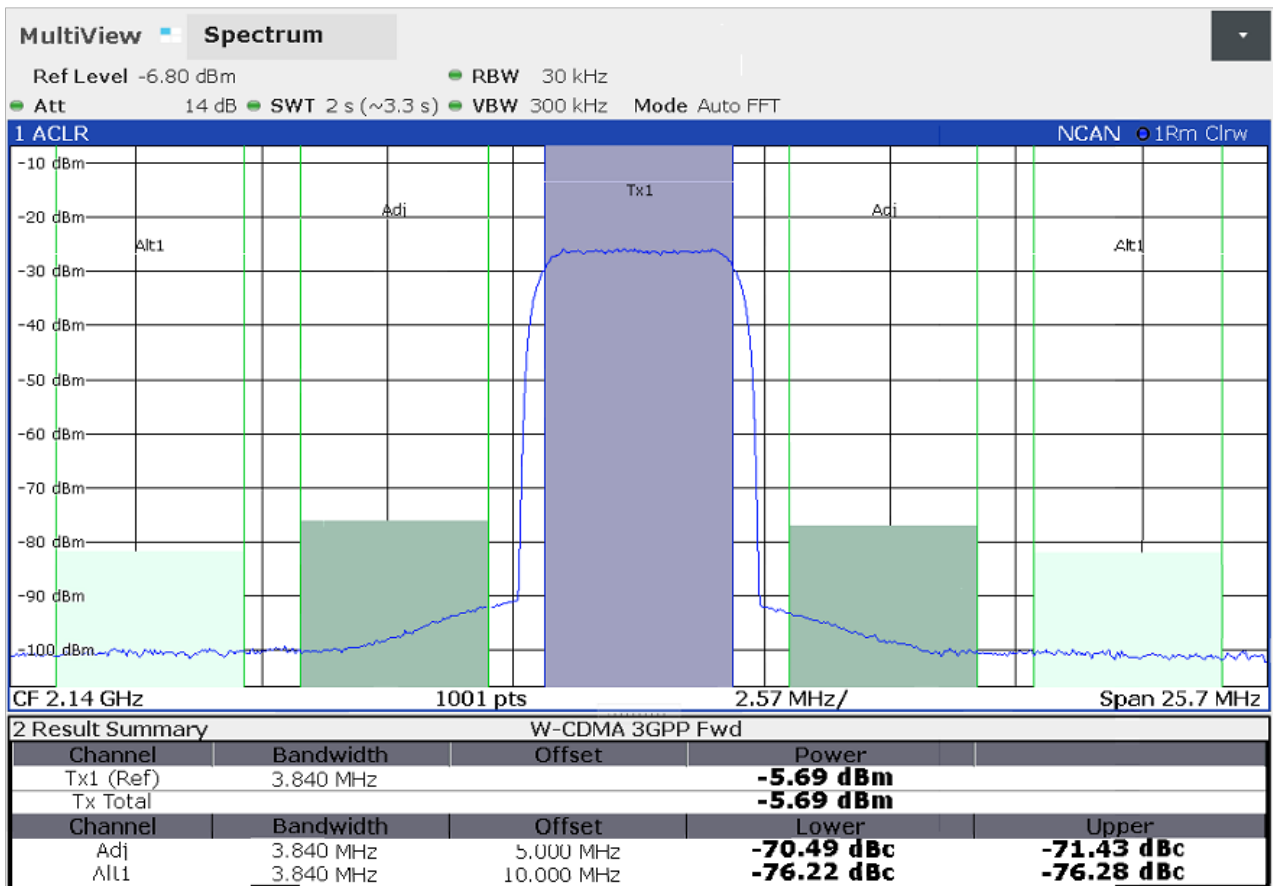 MultiView Spectrum
Ref Level -6.80 dBm RBW 30 kHz
Att 14 dB SWT 2 s (~3.3 s) VBW 300 kHz Mode Auto FFT
1 ACLR NCAN 1Rm Clrw
-10 dBm
Tx1
-20 dBm Adj Adj
Alt1 Alt1
-30 dBm
-40 dBm
-50 dBm
-60 dBm
-70 dBm
-80 dBm
-90 dBm
-100 dBm
CF 2.14 GHz 1001 pts 2.57 MHz/ Span 25.7 MHz
2 Result Summary W-CDMA 3GPP Fwd
Channel Bandwidth Offset Power
Tx1 (Ref) 3.840 MHz -5.69 dBm
Tx Total -5.69 dBm
Channel Bandwidth Offset Lower Upper
Adj 3.840 MHz 5.000 MHz -70.49 dBc -71.43 dBc
Alt1 3.840 MHz 10.000 MHz -76.22 dBc -76.28 dBc